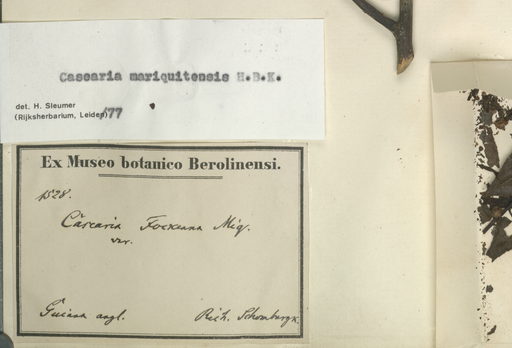 Casearia mariquitensis H.B.K.
det. H. Sleumer
(Rijksherbarium, Leiden) '77
Ex Museo botanico Berolinensi.
1528.
Casearia Fockeana Miq.
var.
Guiana angl. Rich. Schomburgk.